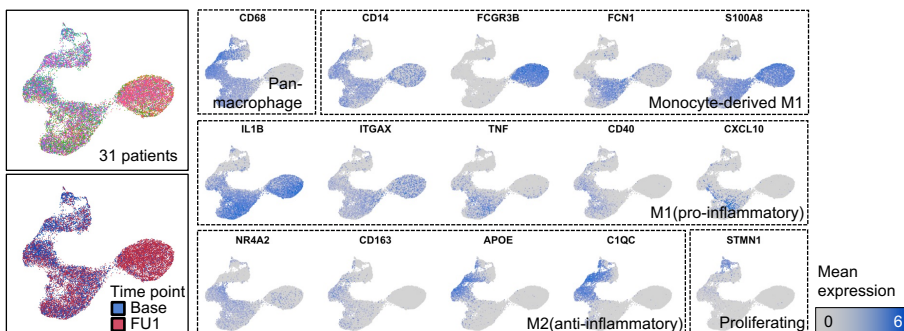 31 patients
Time point
Base
FU1
CD68
Pan-
macrophage
CD14
FCGR3B
FCN1
S100A8
Monocyte-derived M1
IL1B
ITGAX
TNF
CD40
CXCL10
M1(pro-inflammatory)
NR4A2
CD163
APOE
C1QC
M2(anti-inflammatory)
STMN1
Proliferating
Mean
expression
0
6